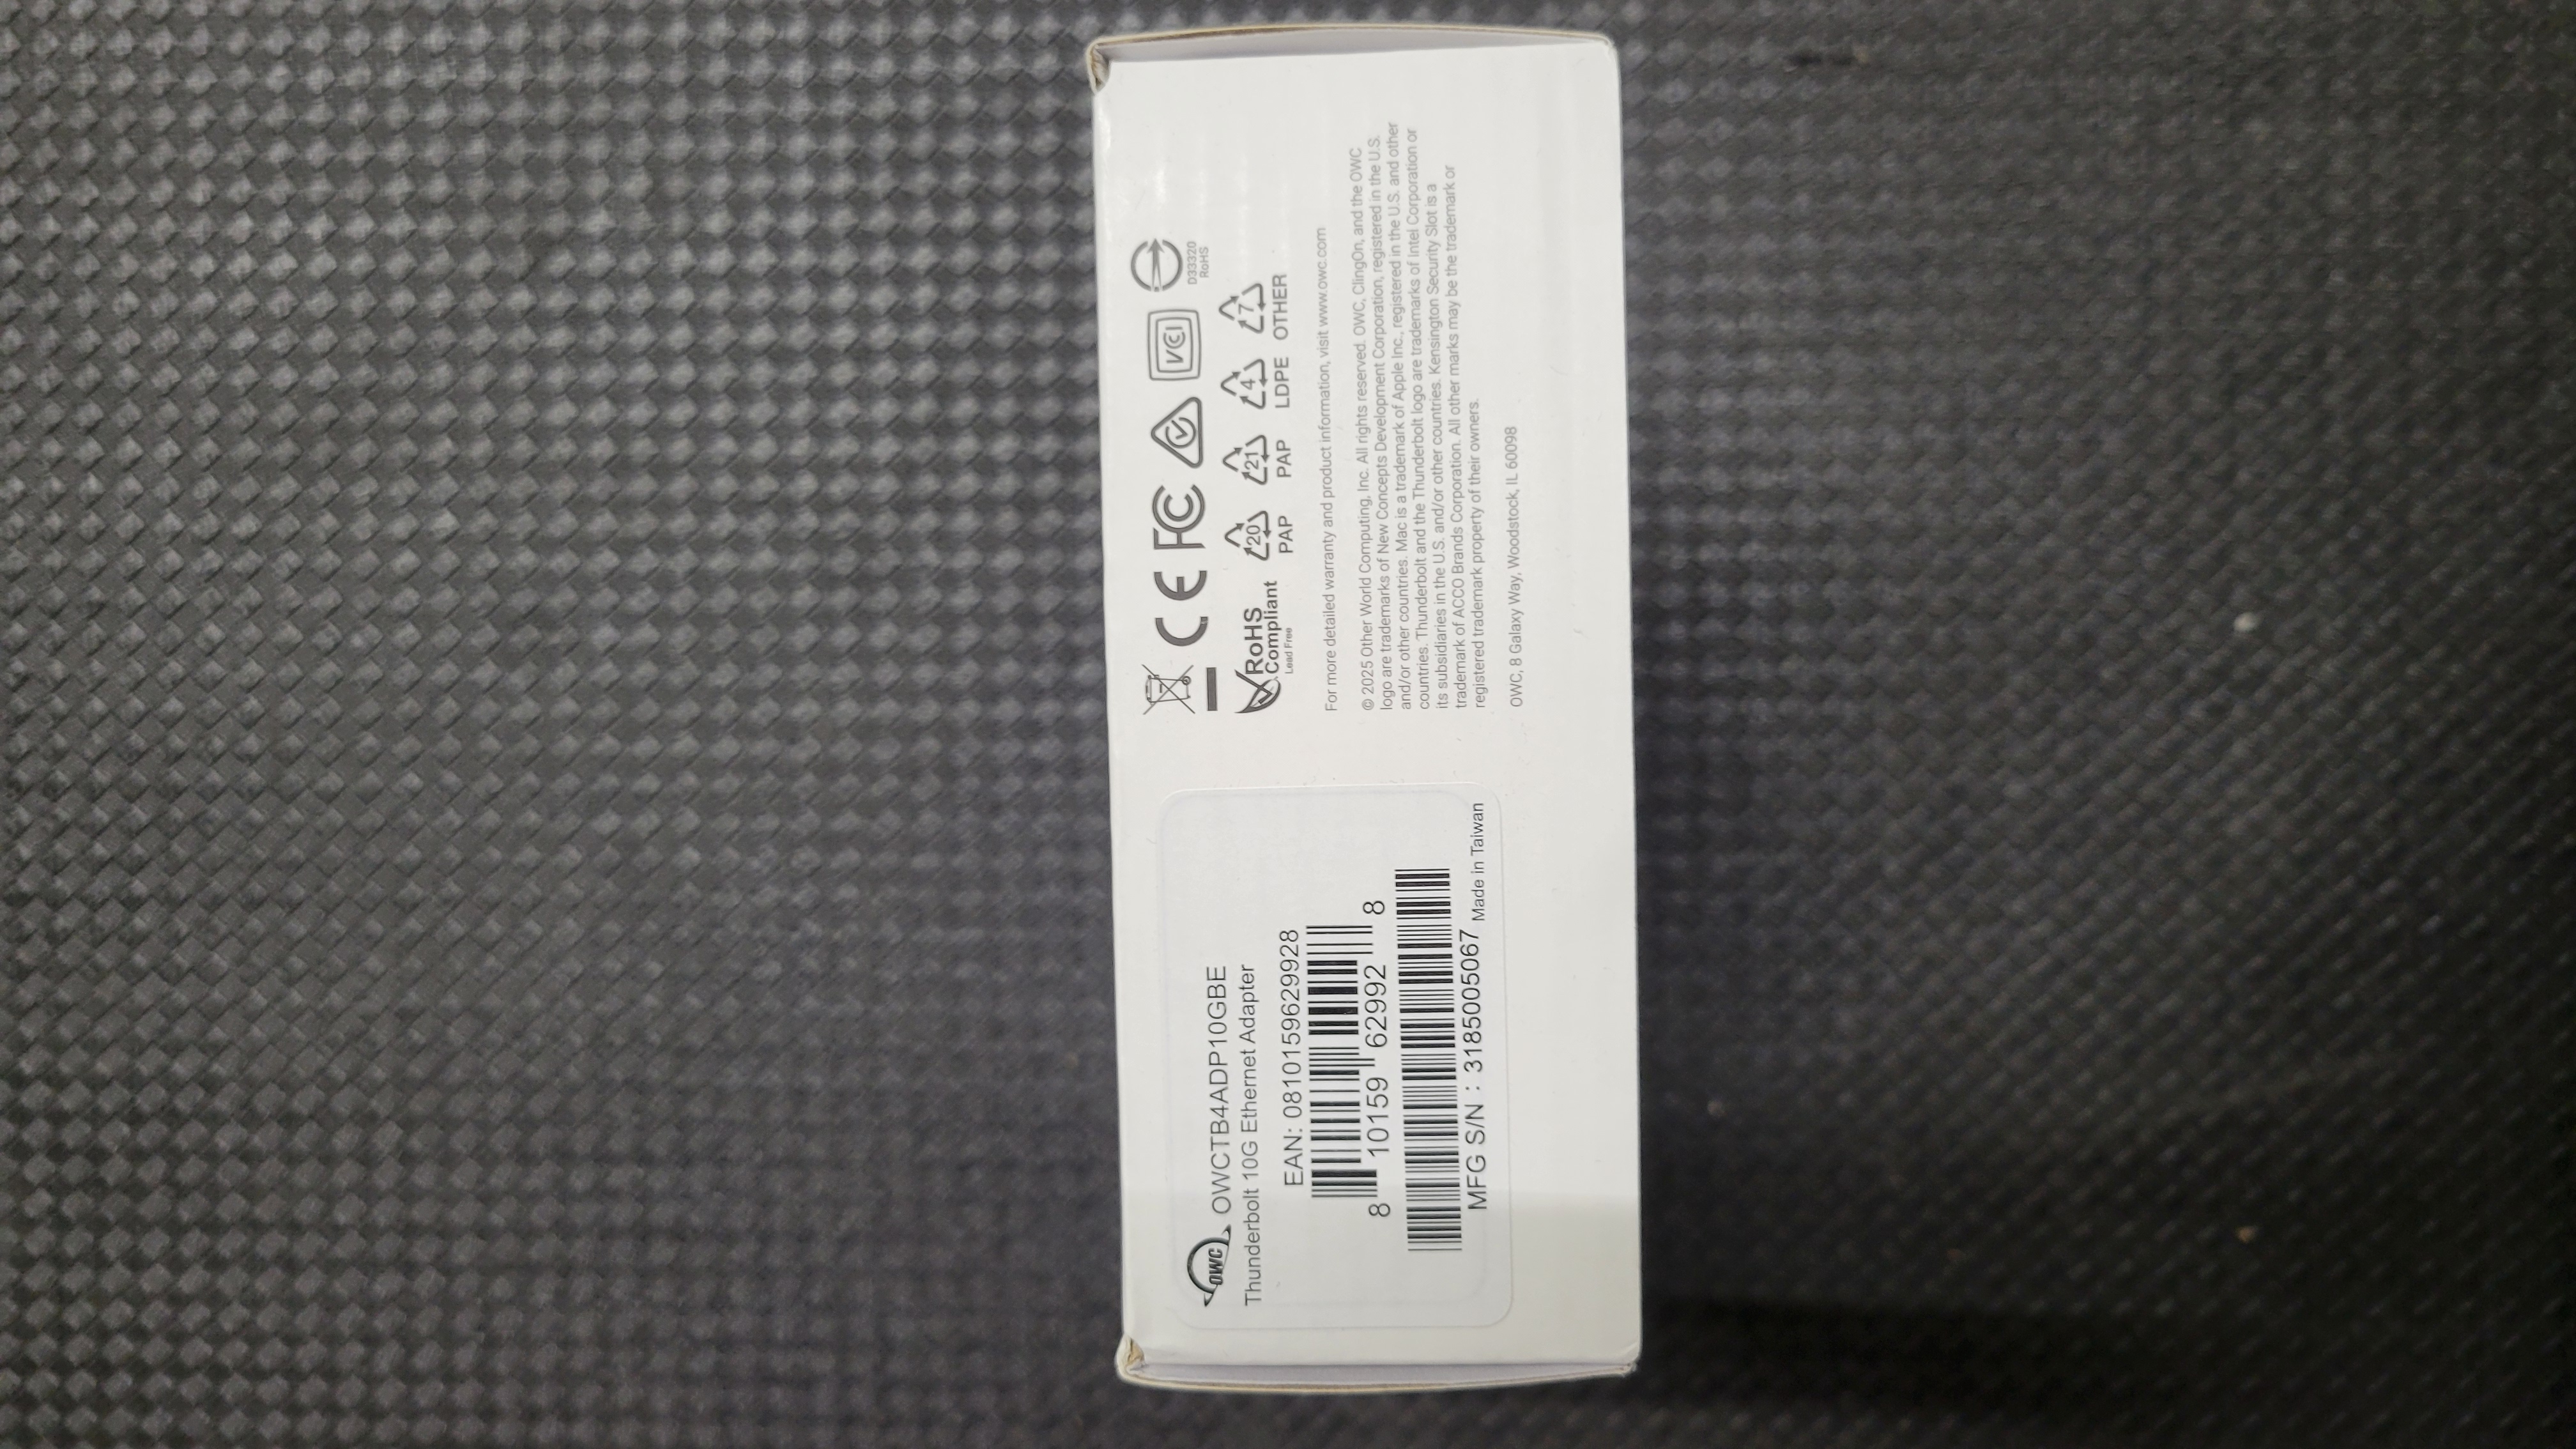 OWC OWCTB4ADP10GBE
Thunderbolt 10G Ethernet Adapter
EAN: 0810159629928
8 10159 62992 8
MFG S/N : 3185005067
Made in Taiwan
CE FC VCI
D33320
RoHS
RoHS
Compliant
Lead Free
20 21 4 7
PAP PAP LDPE OTHER
For more detailed warranty and product information, visit www.owc.com
© 2025 Other World Computing, Inc. All rights reserved. OWC, ClingOn, and the OWC
logo are trademarks of New Concepts Development Corporation, registered in the U.S.
and/or other countries. Mac is a trademark of Apple Inc., registered in the U.S. and other
countries. Thunderbolt and the Thunderbolt logo are trademarks of Intel Corporation or
its subsidiaries in the U.S. and/or other countries. Kensington Security Slot is a
trademark of ACCO Brands Corporation. All other marks may be the trademark or
registered trademark property of their owners.
OWC, 8 Galaxy Way, Woodstock, IL 60098